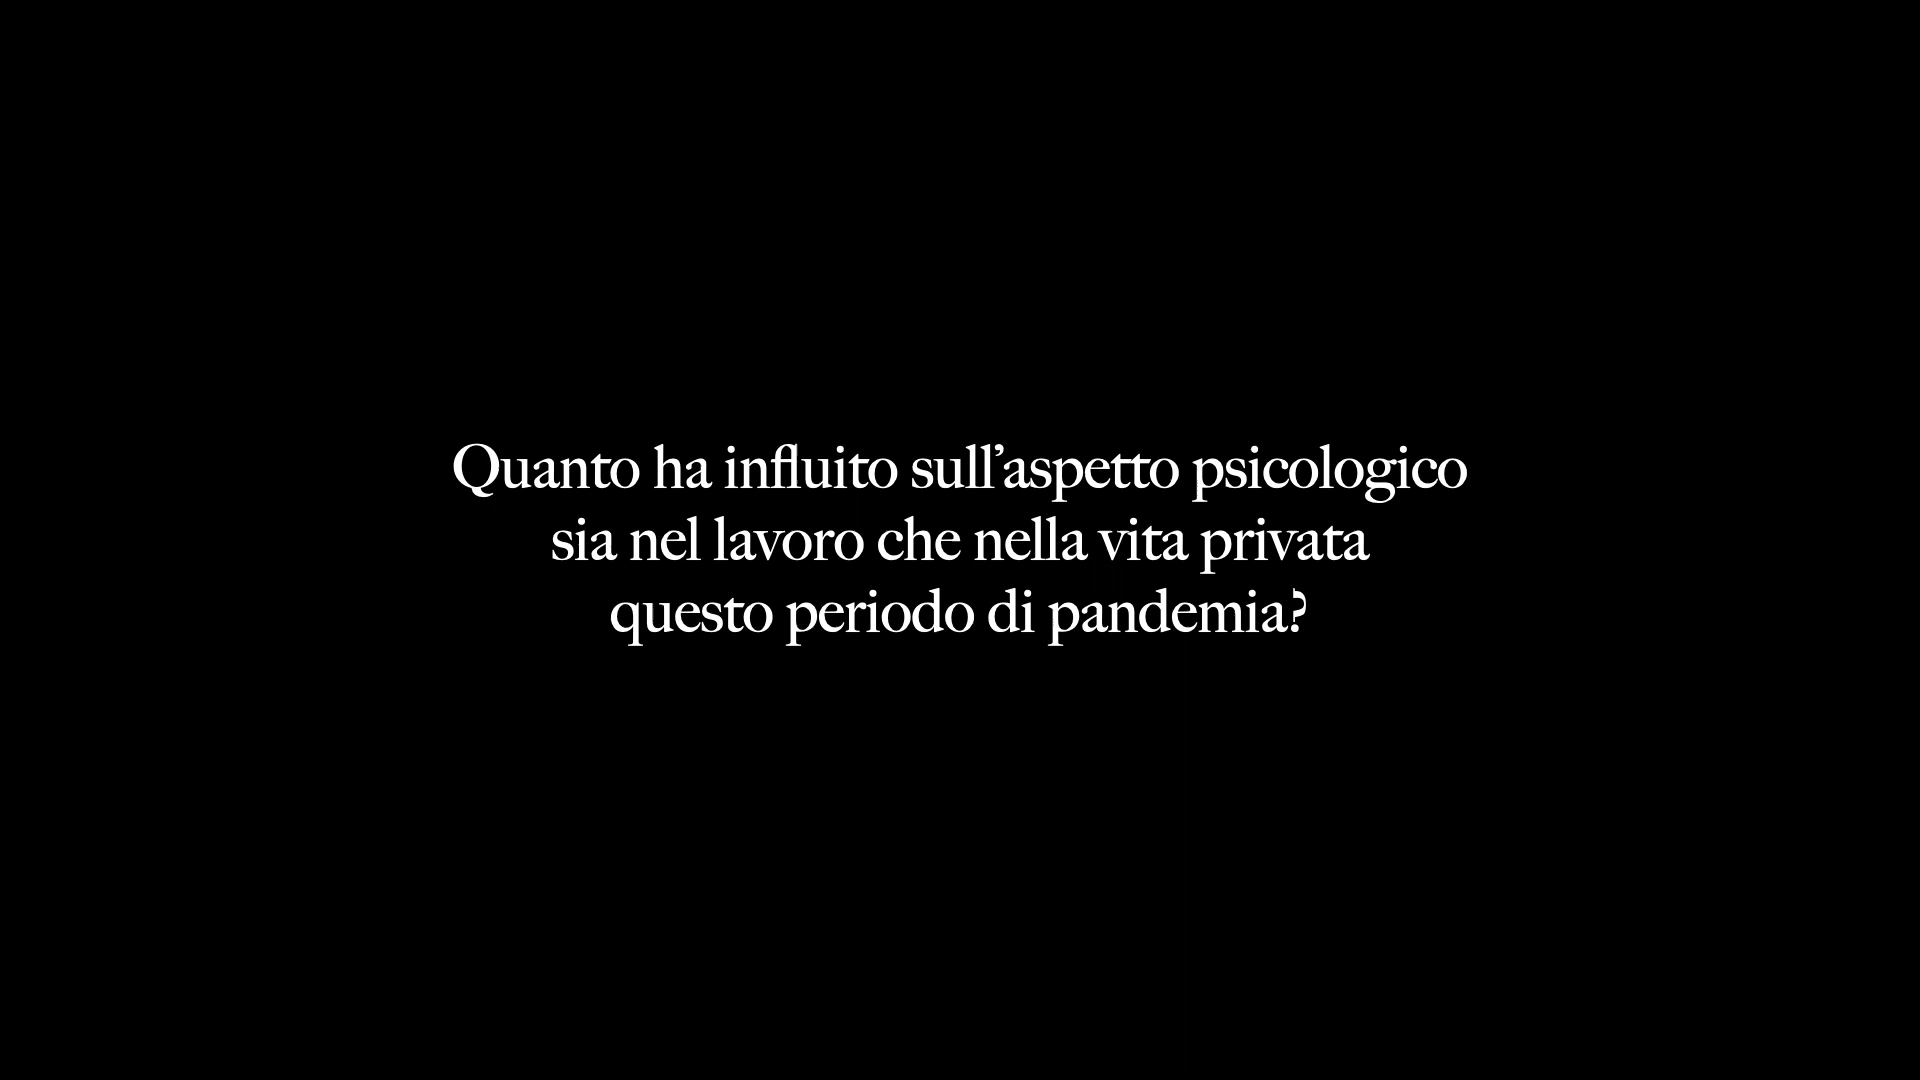 Quanto ha influito sull’aspetto psicologico
sia nel lavoro che nella vita privata
questo periodo di pandemia?